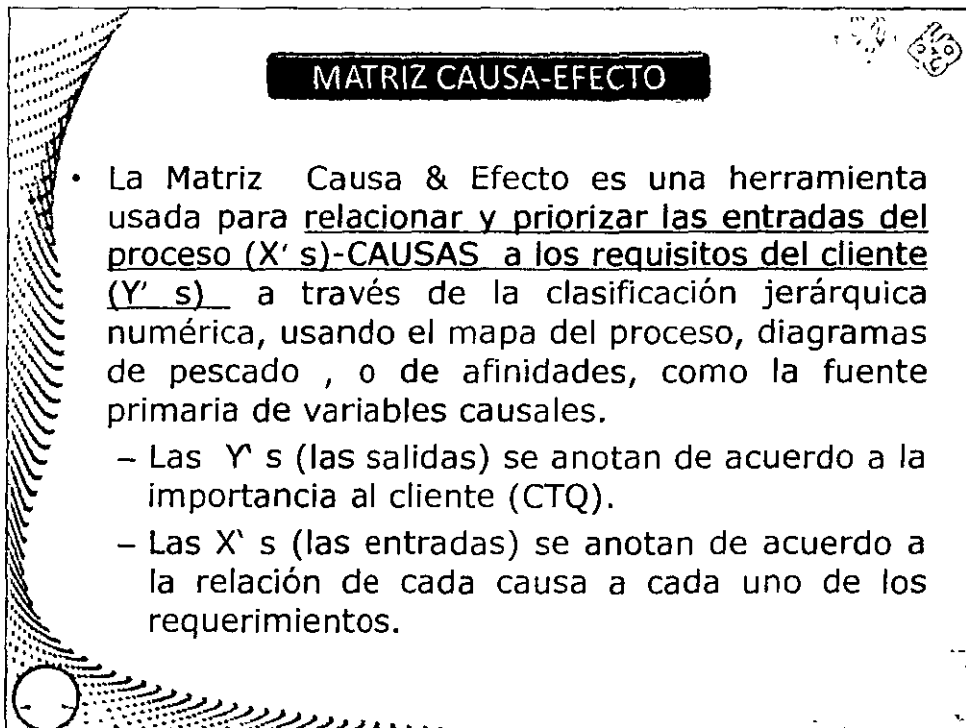 MATRIZ CAUSA-EFECTO
• La Matriz Causa & Efecto es una herramienta
usada para relacionar y priorizar las entradas del
proceso (X' s)-CAUSAS a los requisitos del cliente
(Y' s) a través de la clasificación jerárquica
numérica, usando el mapa del proceso, diagramas
de pescado , o de afinidades, como la fuente
primaria de variables causales.
– Las Y' s (las salidas) se anotan de acuerdo a la
importancia al cliente (CTQ).
– Las X' s (las entradas) se anotan de acuerdo a
la relación de cada causa a cada uno de los
requerimientos.